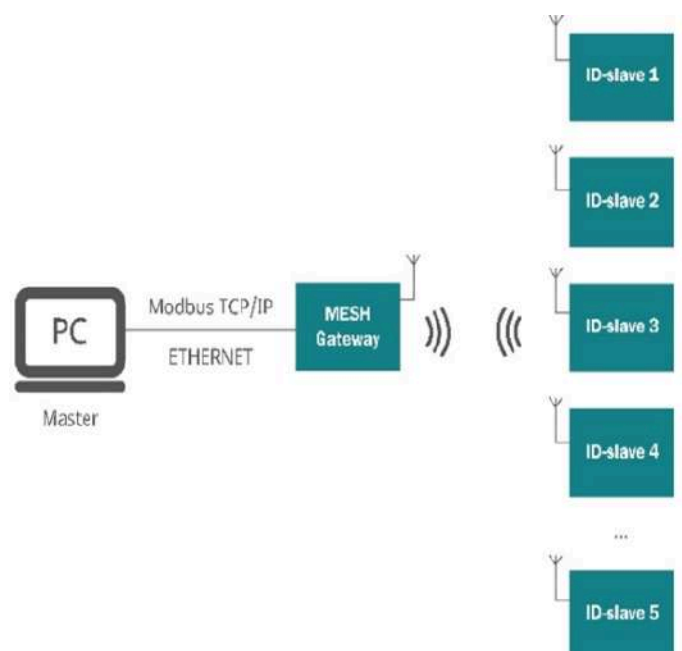 ID-slave 1
ID-slave 2
Modbus TCP/IP
ETHERNET
PC
Master
MESH
Gateway
ID-slave 3
ID-slave 4
...
ID-slave 5